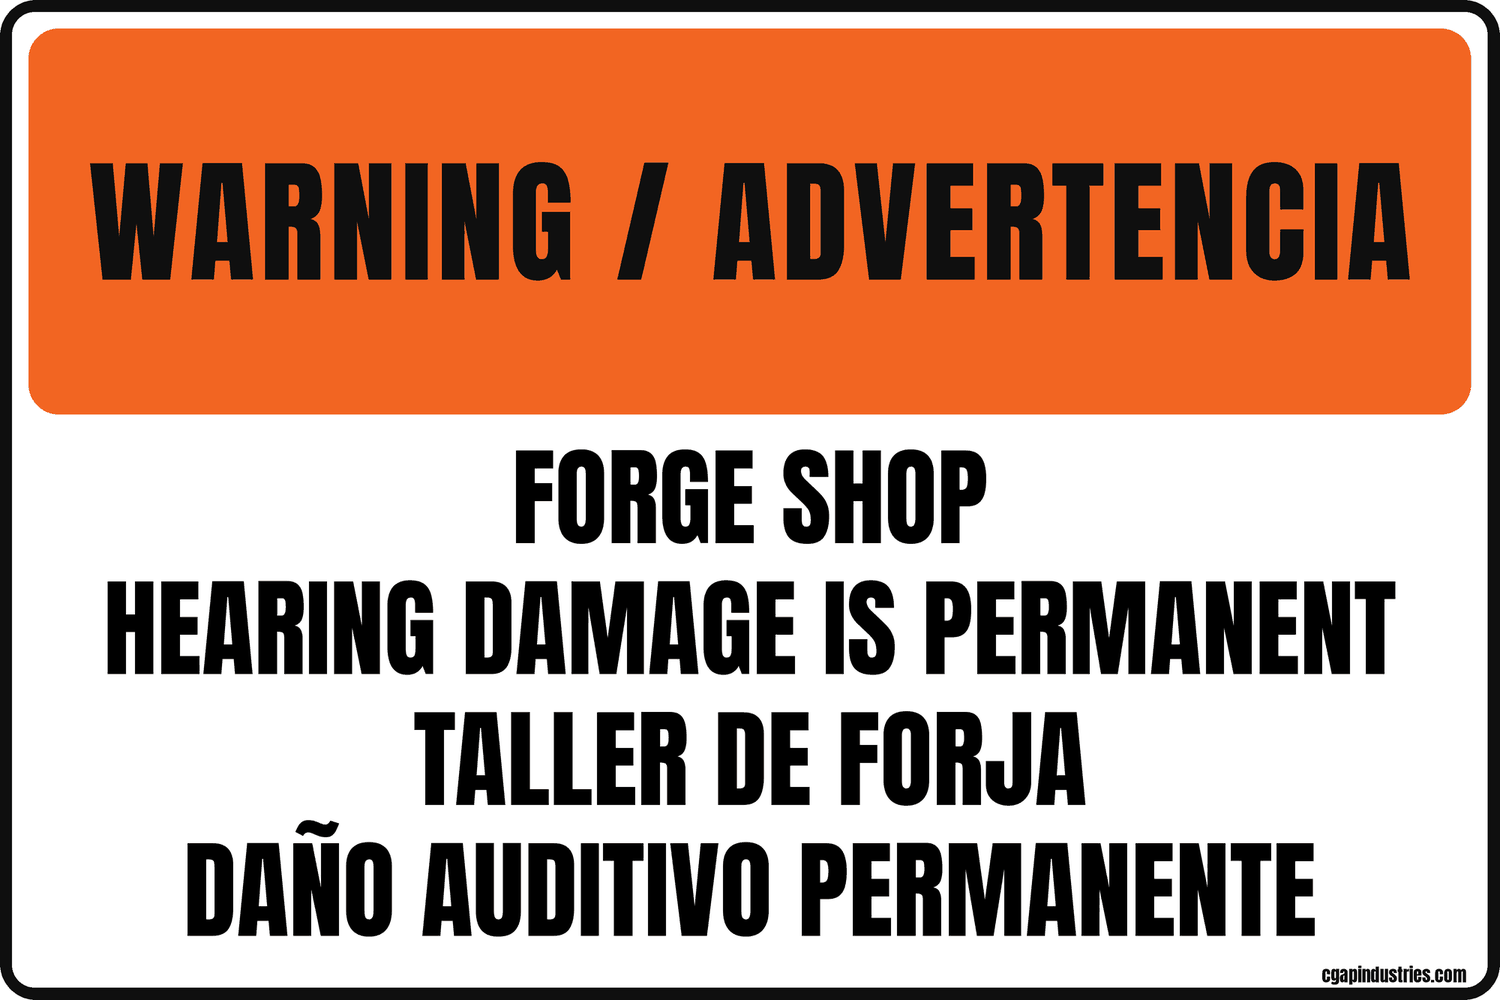 WARNING / ADVERTENCIA
FORGE SHOP
HEARING DAMAGE IS PERMANENT
TALLER DE FORJA
DAÑO AUDITIVO PERMANENTE
cgapindustries.com